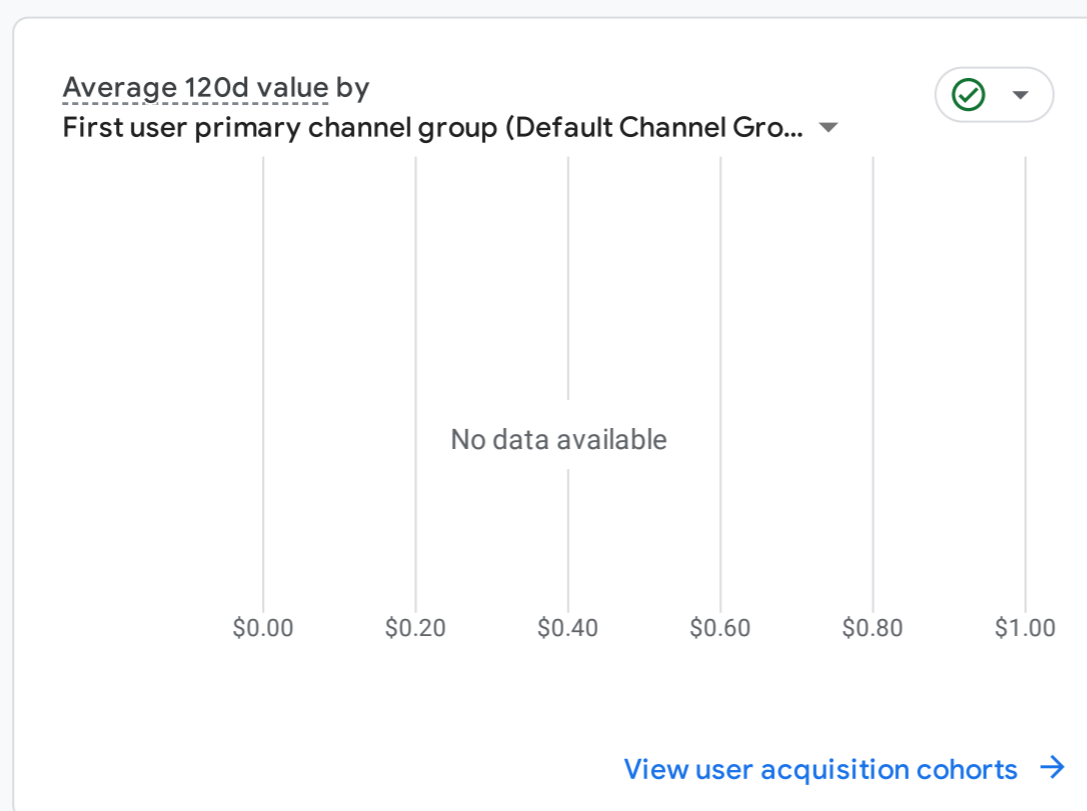 Average 120d value by
First user primary channel group (Default Channel Gro...
No data available
$0.00 $0.20 $0.40 $0.60 $0.80 $1.00
View user acquisition cohorts